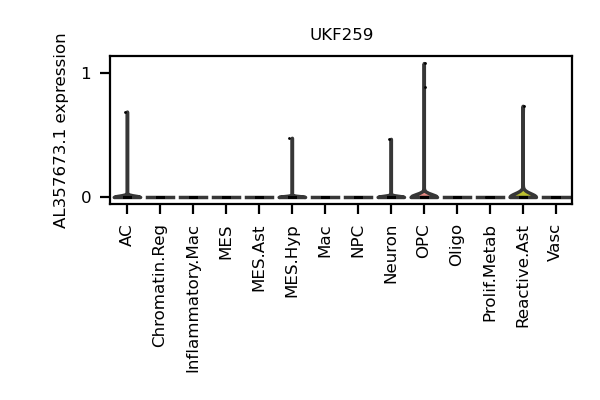 UKF259
AL357673.1 expression
1
0
AC
Chromatin.Reg
Inflammatory.Mac
MES
MES.Ast
MES.Hyp
Mac
NPC
Neuron
OPC
Oligo
Prolif.Metab
Reactive.Ast
Vasc